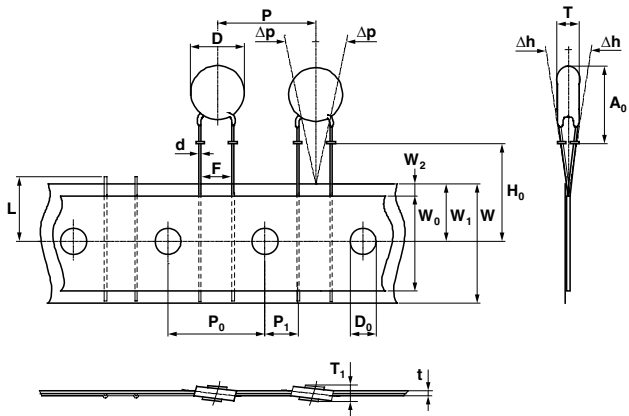 P
T
D
Δp
Δp
Δh
Δh
A₀
d
F
W₂
H₀
L
W₀
W₁
W
P₀
P₁
D₀
T₁
t